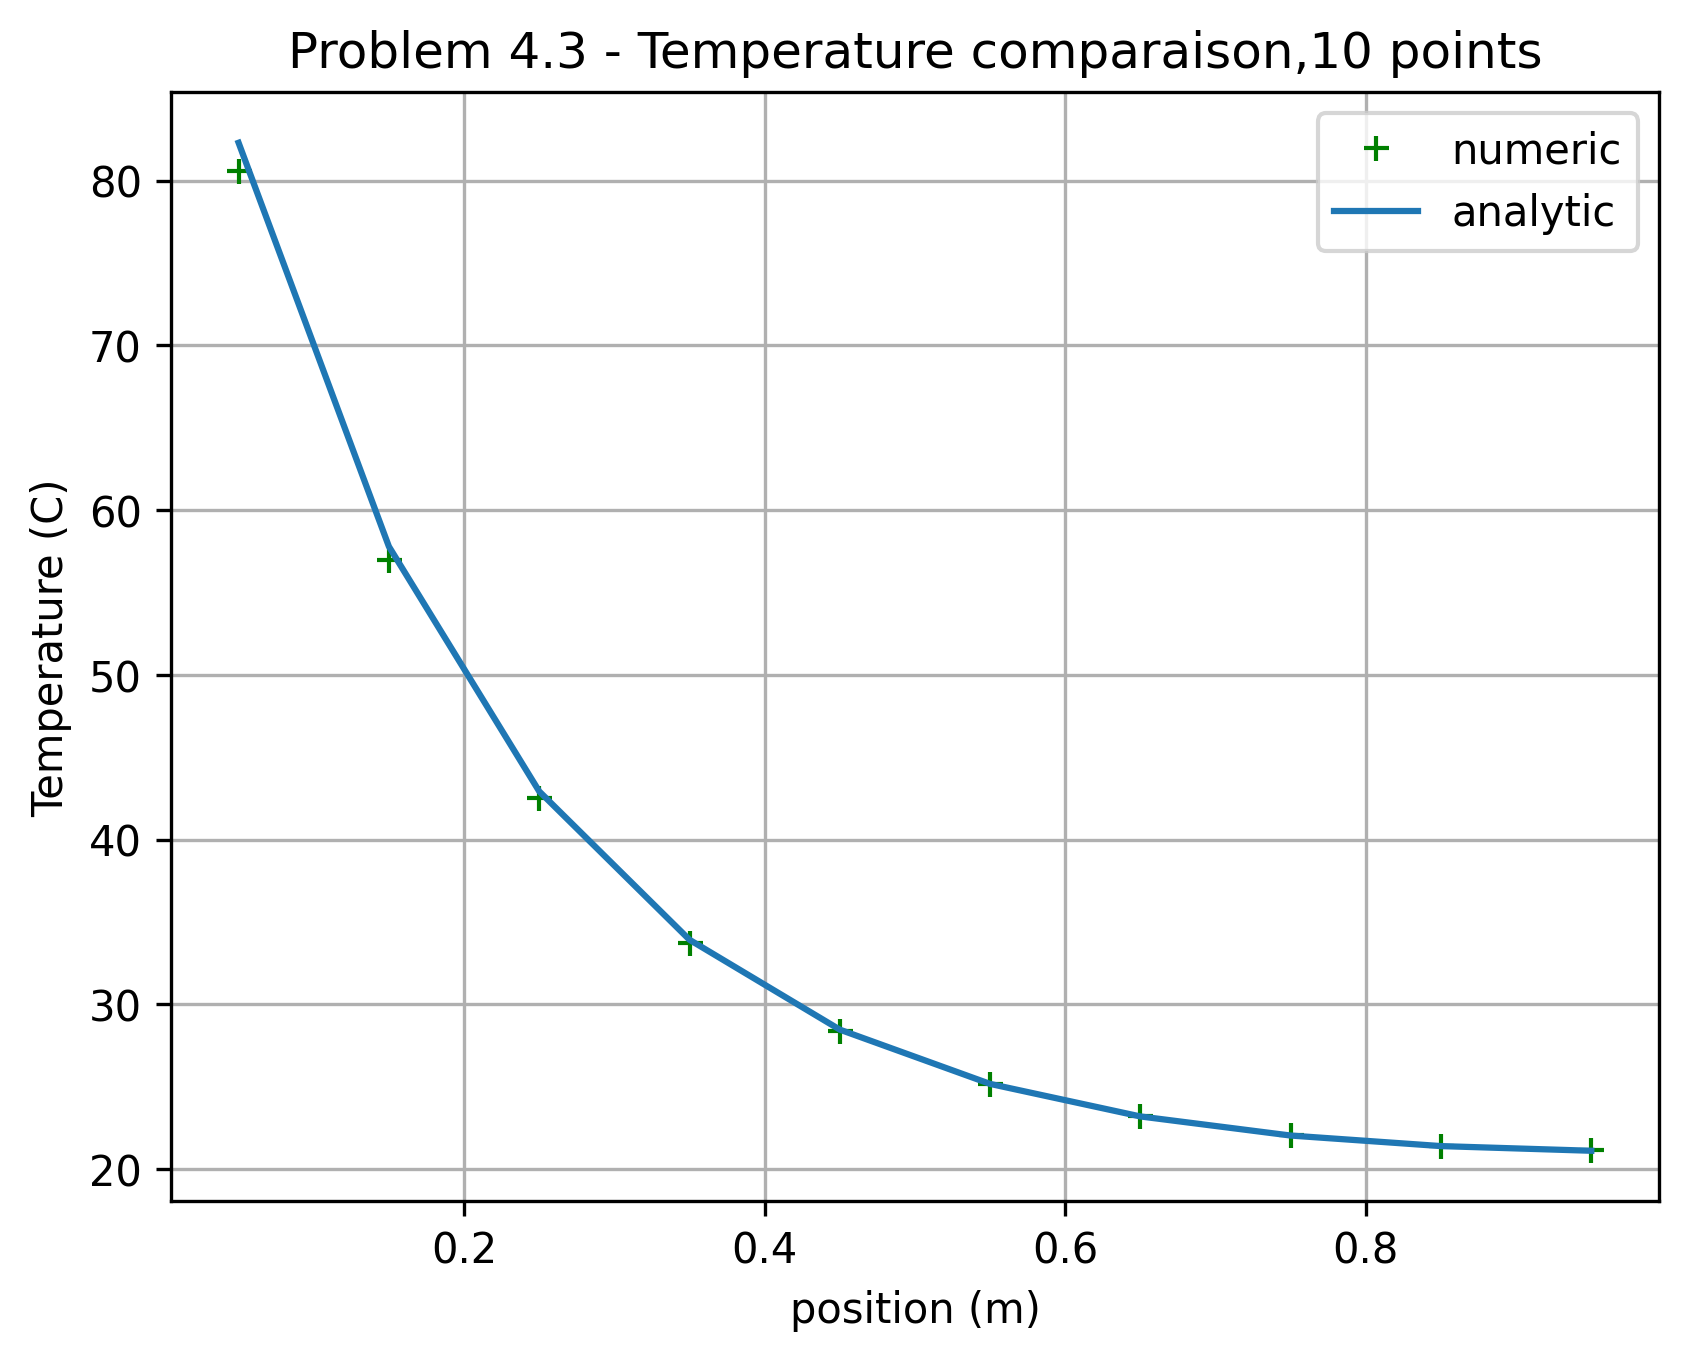 Problem 4.3 - Temperature comparaison,10 points
numeric
analytic
Temperature (C)
80
70
60
50
40
30
20
0.2 0.4 0.6 0.8
position (m)